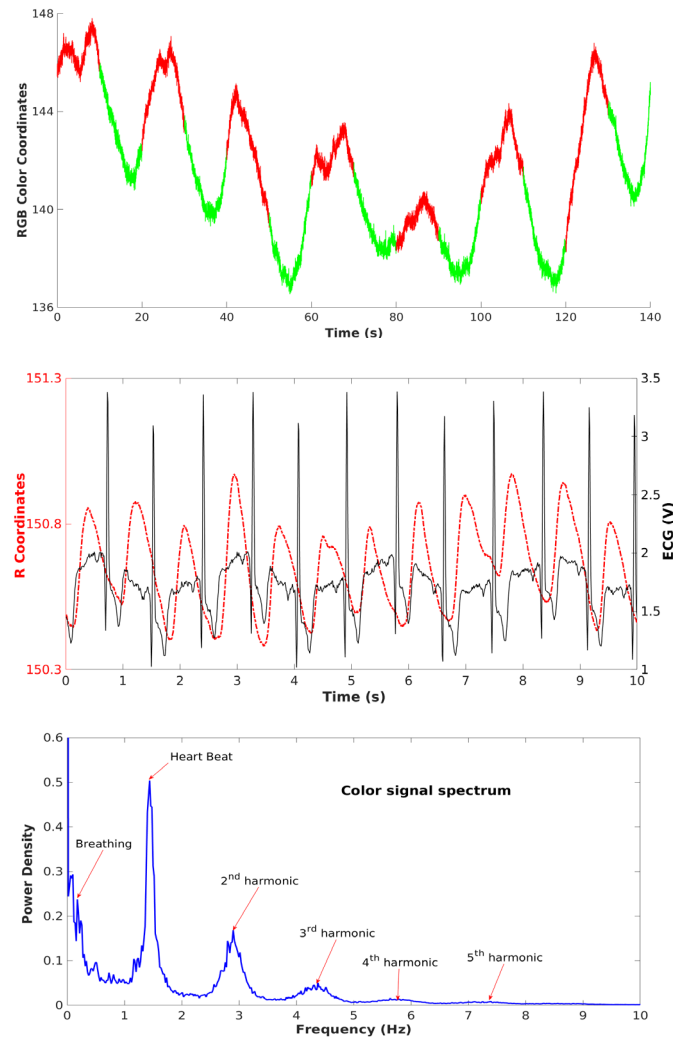 148
144
140
136
RGB Color Coordinates
0 20 40 60 80 100 120 140
Time (s)
151.3
150.8
150.3
R Coordinates
3.5
3
2.5
2
1.5
1
ECG (V)
0 1 2 3 4 5 6 7 8 9 10
Time (s)
0.6
0.5
0.4
0.3
0.2
0.1
0
Power Density
Heart Beat
Color signal spectrum
Breathing
2nd harmonic
3rd harmonic
4th harmonic
5th harmonic
0 1 2 3 4 5 6 7 8 9 10
Frequency (Hz)